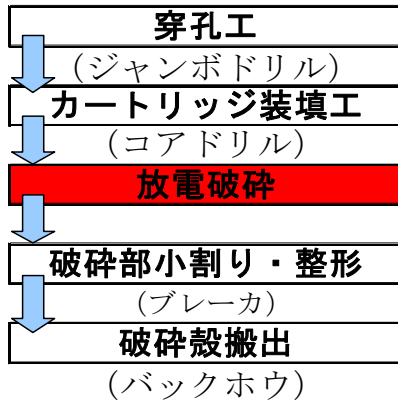 穿孔工
(ジャンボドリル)
カートリッジ装填工
(コアドリル)
放電破砕
破砕部小割り・整形
(ブレーカ)
破砕殻搬出
(バックホウ)